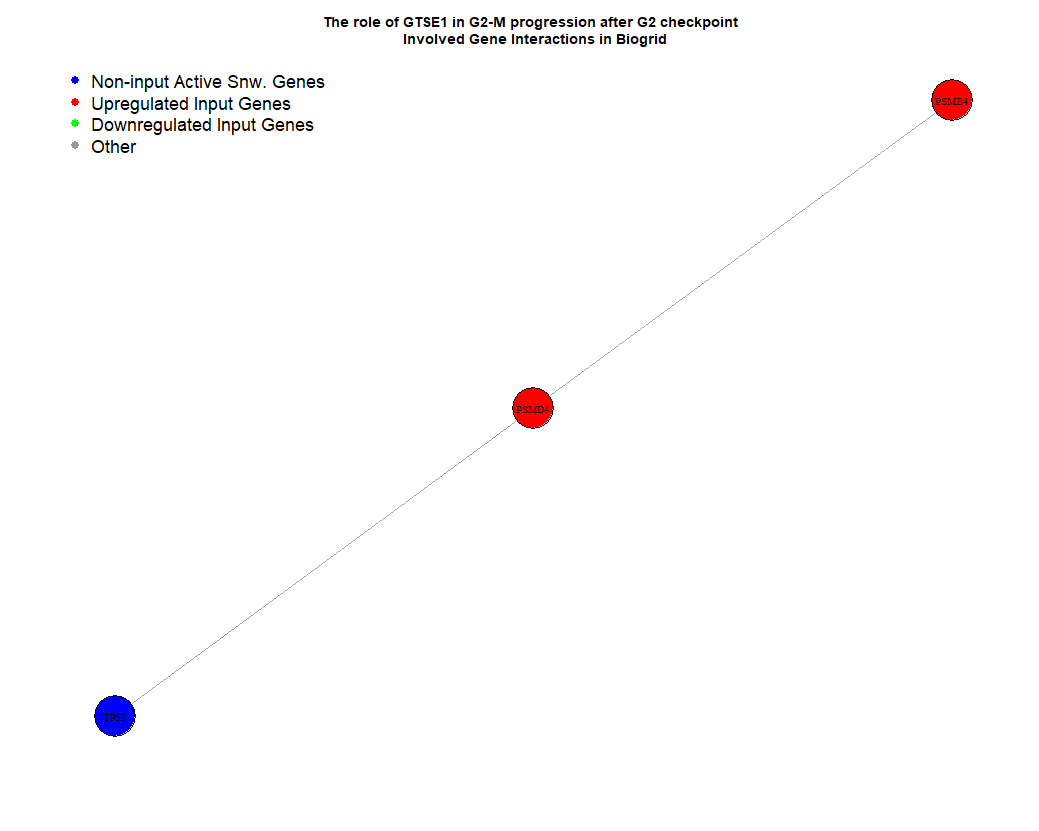 The role of GTSE1 in G2-M progression after G2 checkpoint
Involved Gene Interactions in Biogrid
Non-input Active Snw. Genes
Upregulated Input Genes
Downregulated Input Genes
Other
PSMB4
PSMD4
TP53